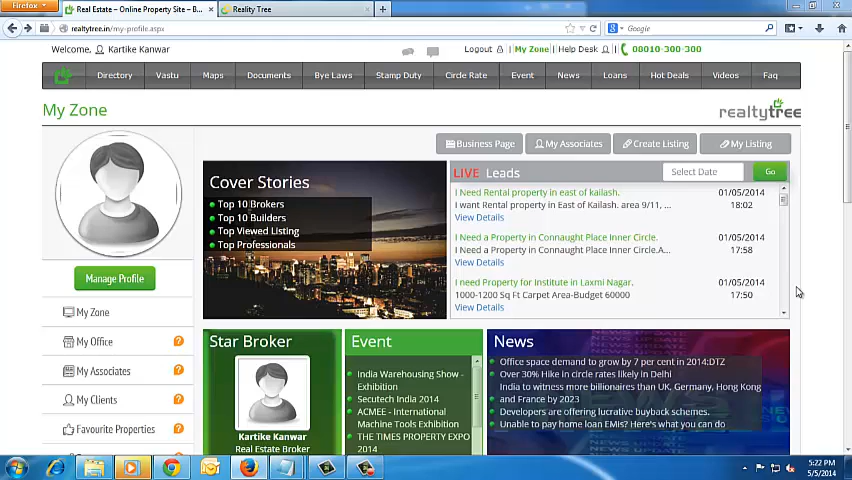 Firefox
Real Estate – Online Property Site – B...
Reality Tree
realtytree.in/my-profile.aspx
Google
Welcome, Kartike Kanwar
Logout My Zone Help Desk 08010-300-300
Directory Vastu Maps Documents Bye Laws Stamp Duty Circle Rate Event News Loans Hot Deals Videos Faq
My Zone
realtytree
Business Page My Associates Create Listing My Listing
Cover Stories
Top 10 Brokers
Top 10 Builders
Top Viewed Listing
Top Professionals
LIVE Leads Select Date Go
I Need Rental property in east of kailash. 01/05/2014
I want Rental property in East of Kailash. area 9/11, ... 18:02
View Details
I Need a Property in Connaught Place Inner Circle. 01/05/2014
I Need a Property in Connaught Place Inner Circle.A... 17:58
View Details
I need Property for Institute in Laxmi Nagar. 01/05/2014
1000-1200 Sq Ft Carpet Area-Budget 60000 17:50
View Details
Manage Profile
My Zone
My Office ?
My Associates ?
My Clients ?
Favourite Properties ?
Star Broker
Kartike Kanwar
Real Estate Broker
Event
India Warehousing Show -
Exhibition
Secutech India 2014
ACMEE - International
Machine Tools Exhibition
THE TIMES PROPERTY EXPO
2014
News
Office space demand to grow by 7 per cent in 2014:DTZ
Over 30% Hike in circle rates likely in Delhi
India to witness more billionaires than UK, Germany, Hong Kong
and France by 2023
Developers are offering lucrative buyback schemes.
Unable to pay home loan EMIs? Here's what you can do
5:22 PM
5/5/2014